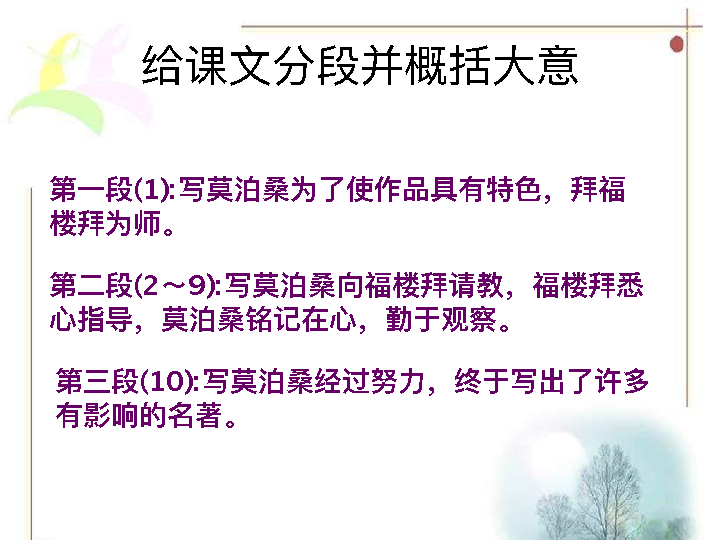 给课文分段并概括大意
第一段(1):写莫泊桑为了使作品具有特色，拜福
楼拜为师。
第二段(2～9):写莫泊桑向福楼拜请教，福楼拜悉
心指导，莫泊桑铭记在心，勤于观察。
第三段(10):写莫泊桑经过努力，终于写出了许多
有影响的名著。